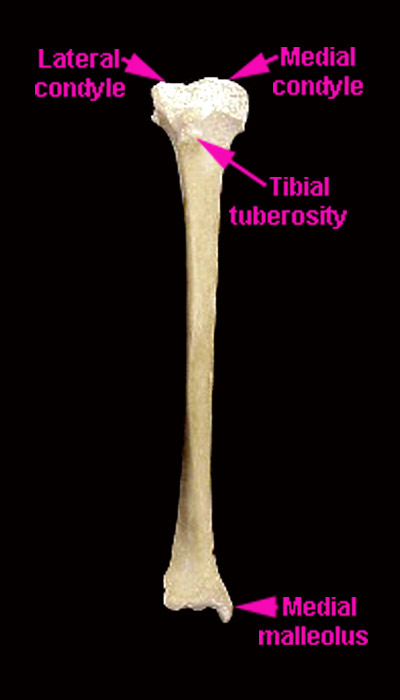 Lateral
condyle
Medial
condyle
Tibial
tuberosity
Medial
malleolus